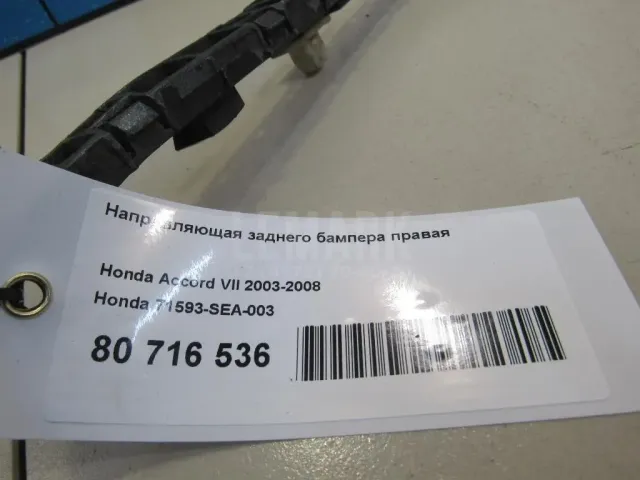 Направляющая заднего бампера правая
Honda Accord VII 2003-2008
Honda 71593-SEA-003
80 716 536